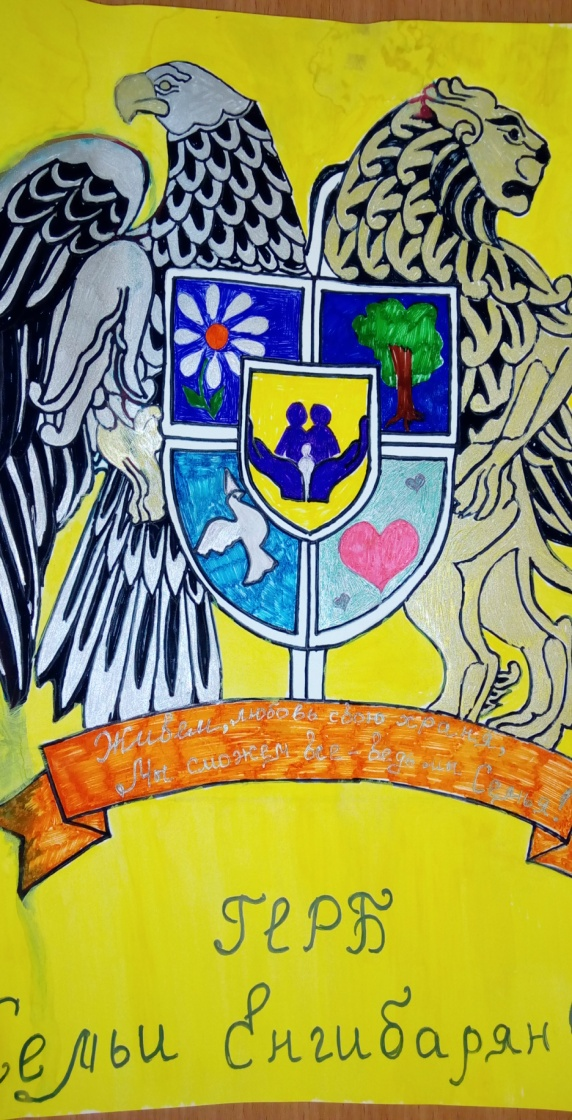 Живем, любовь свою храня,
Мы сможем все - ведь мы Семья!
ГЕРБ
Семьи Енгибарян